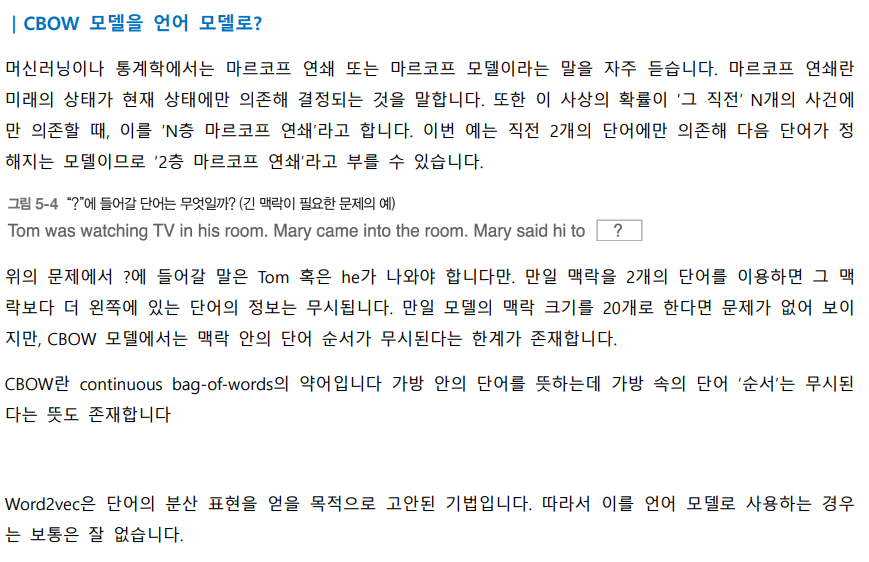 | CBOW 모델을 언어 모델로?
머신러닝이나 통계학에서는 마르코프 연쇄 또는 마르코프 모델이라는 말을 자주 듣습니다. 마르코프 연쇄란
미래의 상태가 현재 상태에만 의존해 결정되는 것을 말합니다. 또한 이 사상의 확률이 ‘그 직전’ N개의 사건에
만 의존할 때, 이를 ‘N층 마르코프 연쇄’라고 합니다. 이번 예는 직전 2개의 단어에만 의존해 다음 단어가 정
해지는 모델이므로 ‘2층 마르코프 연쇄’라고 부를 수 있습니다.
그림 5-4 “?”에 들어갈 단어는 무엇일까? (긴 맥락이 필요한 문제의 예)
Tom was watching TV in his room. Mary came into the room. Mary said hi to ?
위의 문제에서 ?에 들어갈 말은 Tom 혹은 he가 나와야 합니다만. 만일 맥락을 2개의 단어를 이용하면 그 맥
락보다 더 왼쪽에 있는 단어의 정보는 무시됩니다. 만일 모델의 맥락 크기를 20개로 한다면 문제가 없어 보이
지만, CBOW 모델에서는 맥락 안의 단어 순서가 무시된다는 한계가 존재합니다.
CBOW란 continuous bag-of-words의 약어입니다 가방 안의 단어를 뜻하는데 가방 속의 단어 ‘순서’는 무시된
다는 뜻도 존재합니다
Word2vec은 단어의 분산 표현을 얻을 목적으로 고안된 기법입니다. 따라서 이를 언어 모델로 사용하는 경우
는 보통은 잘 없습니다.